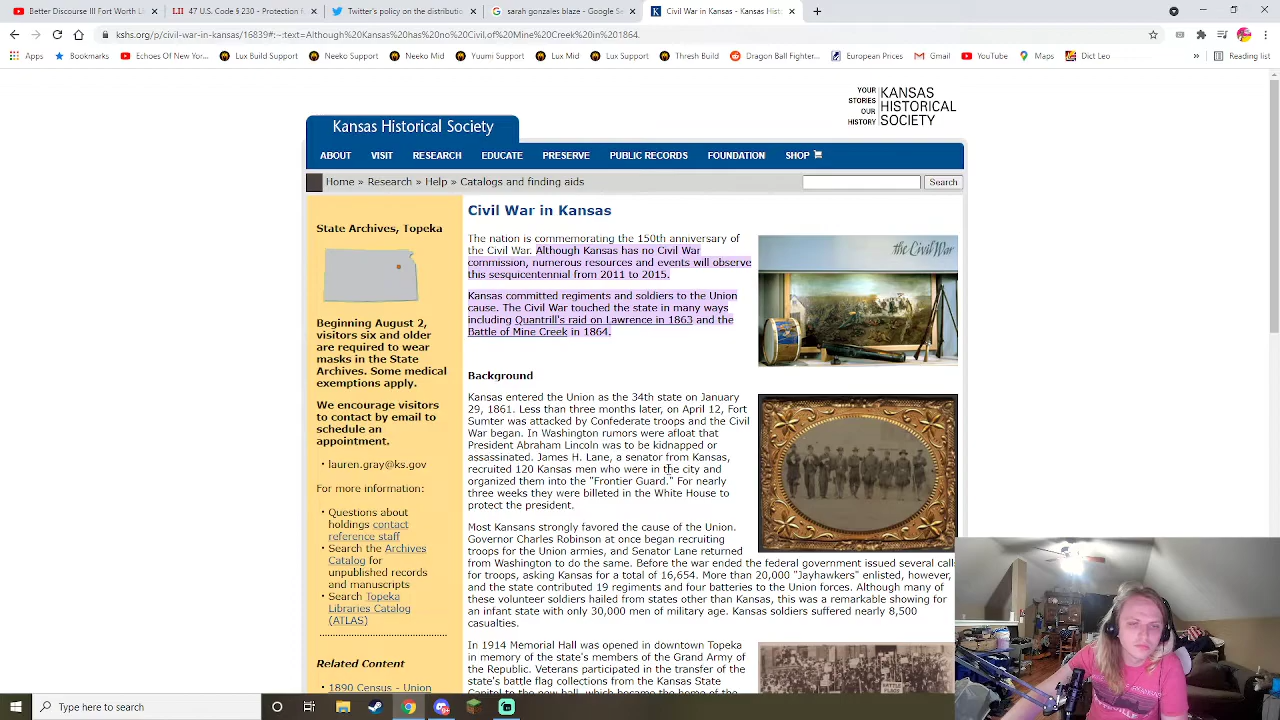 Better Discourse III Fort Worth Li
47 U.S. Code § 230 - Protection f
Twitter's policy on the distributio
sarah gonzales blaze - Google Se
Civil War in Kansas - Kansas Hist
kshs.org/p/civil-war-in-kansas/16839#:~:text=Although%20Kansas%20has%20no%20Civil,of%20Mine%20Creek%20in%201864.
Apps
Bookmarks
Echoes Of New Yor...
Lux Build Support
Neeko Support
Neeko Mid
Yuumi Support
Lux Mid
Lux Support
Thresh Build
Dragon Ball Fighter...
European Prices
Gmail
YouTube
Maps
Dict Leo
»
Reading list
YOUR
STORIES
OUR
HISTORY
KANSAS
HISTORICAL
SOCIETY
Kansas Historical Society
ABOUT VISIT RESEARCH EDUCATE PRESERVE PUBLIC RECORDS FOUNDATION SHOP
Home » Research » Help » Catalogs and finding aids
Search
State Archives, Topeka
Beginning August 2,
visitors six and older
are required to wear
masks in the State
Archives. Some medical
exemptions apply.
We encourage visitors
to contact by email to
schedule an
appointment.
• lauren.gray@ks.gov
For more information:
• Questions about
holdings contact
reference staff
• Search the Archives
Catalog for
unpublished records
and manuscripts
• Search Topeka
Libraries Catalog
(ATLAS)
Related Content
• 1890 Census - Union
Civil War in Kansas
The nation is commemorating the 150th anniversary of
the Civil War. Although Kansas has no Civil War
commission, numerous resources and events will observe
this sesquicentennial from 2011 to 2015.
Kansas committed regiments and soldiers to the Union
cause. The Civil War touched the state in many ways
including Quantrill's raid on Lawrence in 1863 and the
Battle of Mine Creek in 1864.
the Civil War
Background
Kansas entered the Union as the 34th state on January
29, 1861. Less than three months later, on April 12, Fort
Sumter was attacked by Confederate troops and the Civil
War began. In Washington rumors were afloat that
President Abraham Lincoln was to be kidnapped or
assassinated. James H. Lane, a senator from Kansas,
recruited 120 Kansas men who were in the city and
organized them into the "Frontier Guard." For nearly
three weeks they were billeted in the White House to
protect the president.
Most Kansans strongly favored the cause of the Union.
Governor Charles Robinson at once began recruiting
troops for the Union armies, and Senator Lane returned
from Washington to do the same. Before the war ended the federal government issued several call
for troops, asking Kansas for a total of 16,654. More than 20,000 "Jayhawkers" enlisted, however,
and the state contributed 19 regiments and four batteries to the Union forces. Although many of
these volunteer soldiers hailed from states other than Kansas, this was a remarkable showing for
an infant state with only 30,000 men of military age. Kansas soldiers suffered nearly 8,500
casualties.
In 1914 Memorial Hall was opened in downtown Topeka
in memory of the state's members of the Grand Army of
the Republic. Veterans participated from the transfer of the
state's battle flag collections from the Kansas State
BATTLE
FLAGS
Type here to search